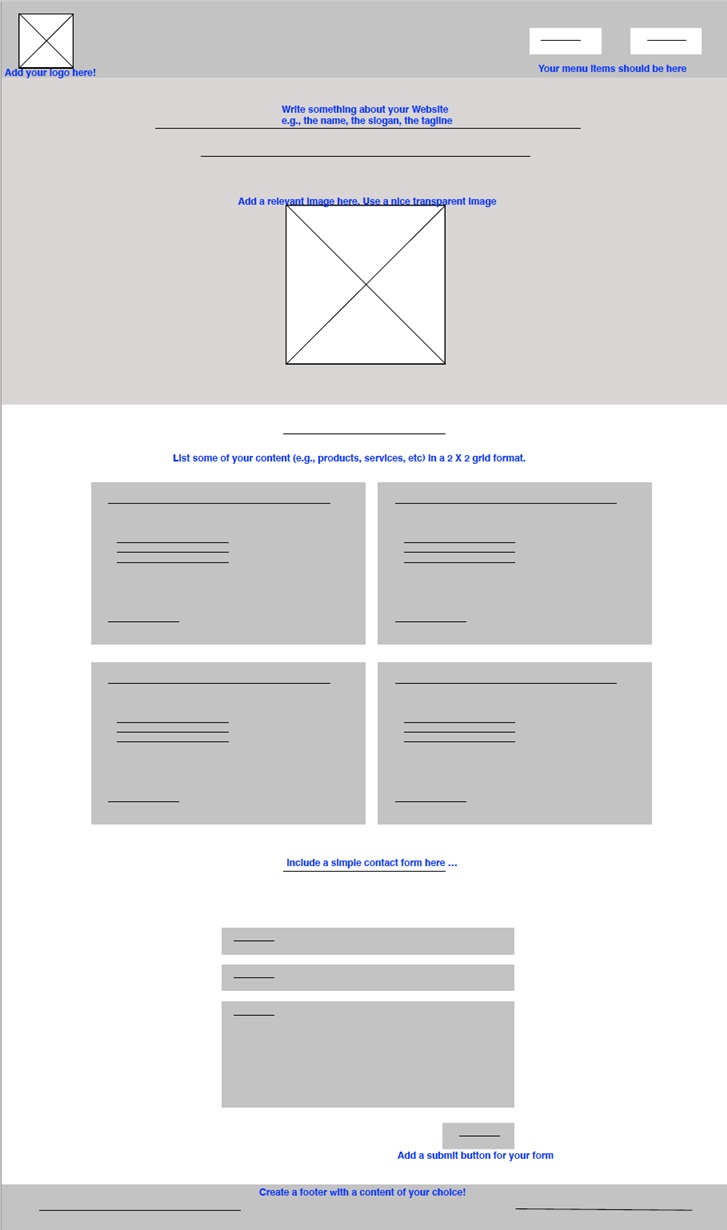 Add your logo here!
Your menu items should be here
Write something about your Website
e.g., the name, the slogan, the tagline
Add a relevant image here. Use a nice transparent image
List some of your content (e.g., products, services, etc) in a 2 X 2 grid format.
Include a simple contact form here ...
Add a submit button for your form
Create a footer with a content of your choice!